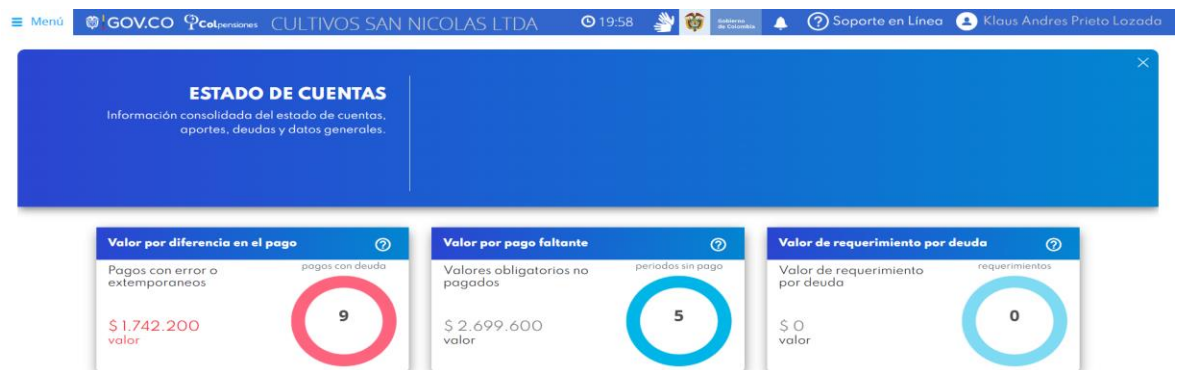 Menú GOV.CO Colpensiones CULTIVOS SAN NICOLAS LTDA 19:58 Gobierno de Colombia Soporte en Línea Klaus Andres Prieto Lozada
ESTADO DE CUENTAS
Información consolidada del estado de cuentas,
aportes, deudas y datos generales.
Valor por diferencia en el pago
Pagos con error o
extemporaneos
pagos con deuda
9
$ 1.742.200
valor
Valor por pago faltante
Valores obligatorios no
pagados
periodos sin pago
5
$ 2.699.600
valor
Valor de requerimiento por deuda
Valor de requerimiento
por deuda
requerimientos
0
$ 0
valor